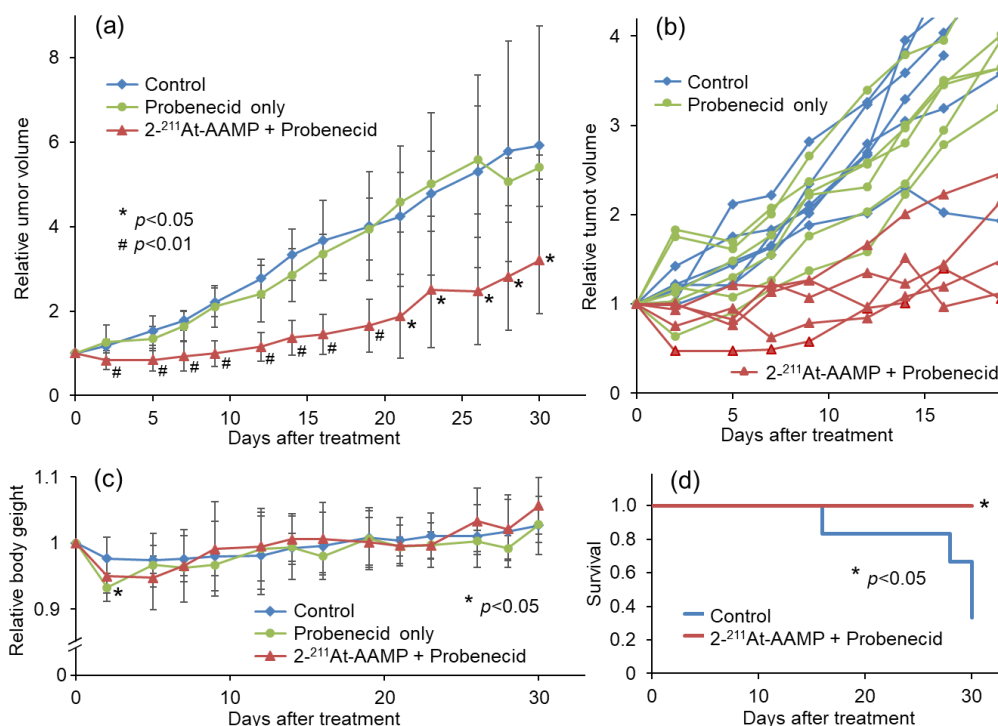 (a)
8
6
4
2
0
Relative umor volume
Control
Probenecid only
2-²¹¹At-AAMP + Probenecid
* p<0.05
# p<0.01
# # # # # # # #
* * * * *
0 10 20 30
Days after treatment
(b)
4
3
2
1
0
Relative tumot volume
Control
Probenecid only
2-²¹¹At-AAMP + Probenecid
0 5 10 15
Days after treatment
(c)
1.1
1
0.9
0
Relative body geight
*
* p<0.05
Control
Probenecid only
2-²¹¹At-AAMP + Probenecid
0 10 20 30
Days after treatment
(d)
1.0
0.8
0.6
0.4
0.2
0
Survival
*
* p<0.05
Control
2-²¹¹At-AAMP + Probenecid
0 10 20 30
Days after treatment